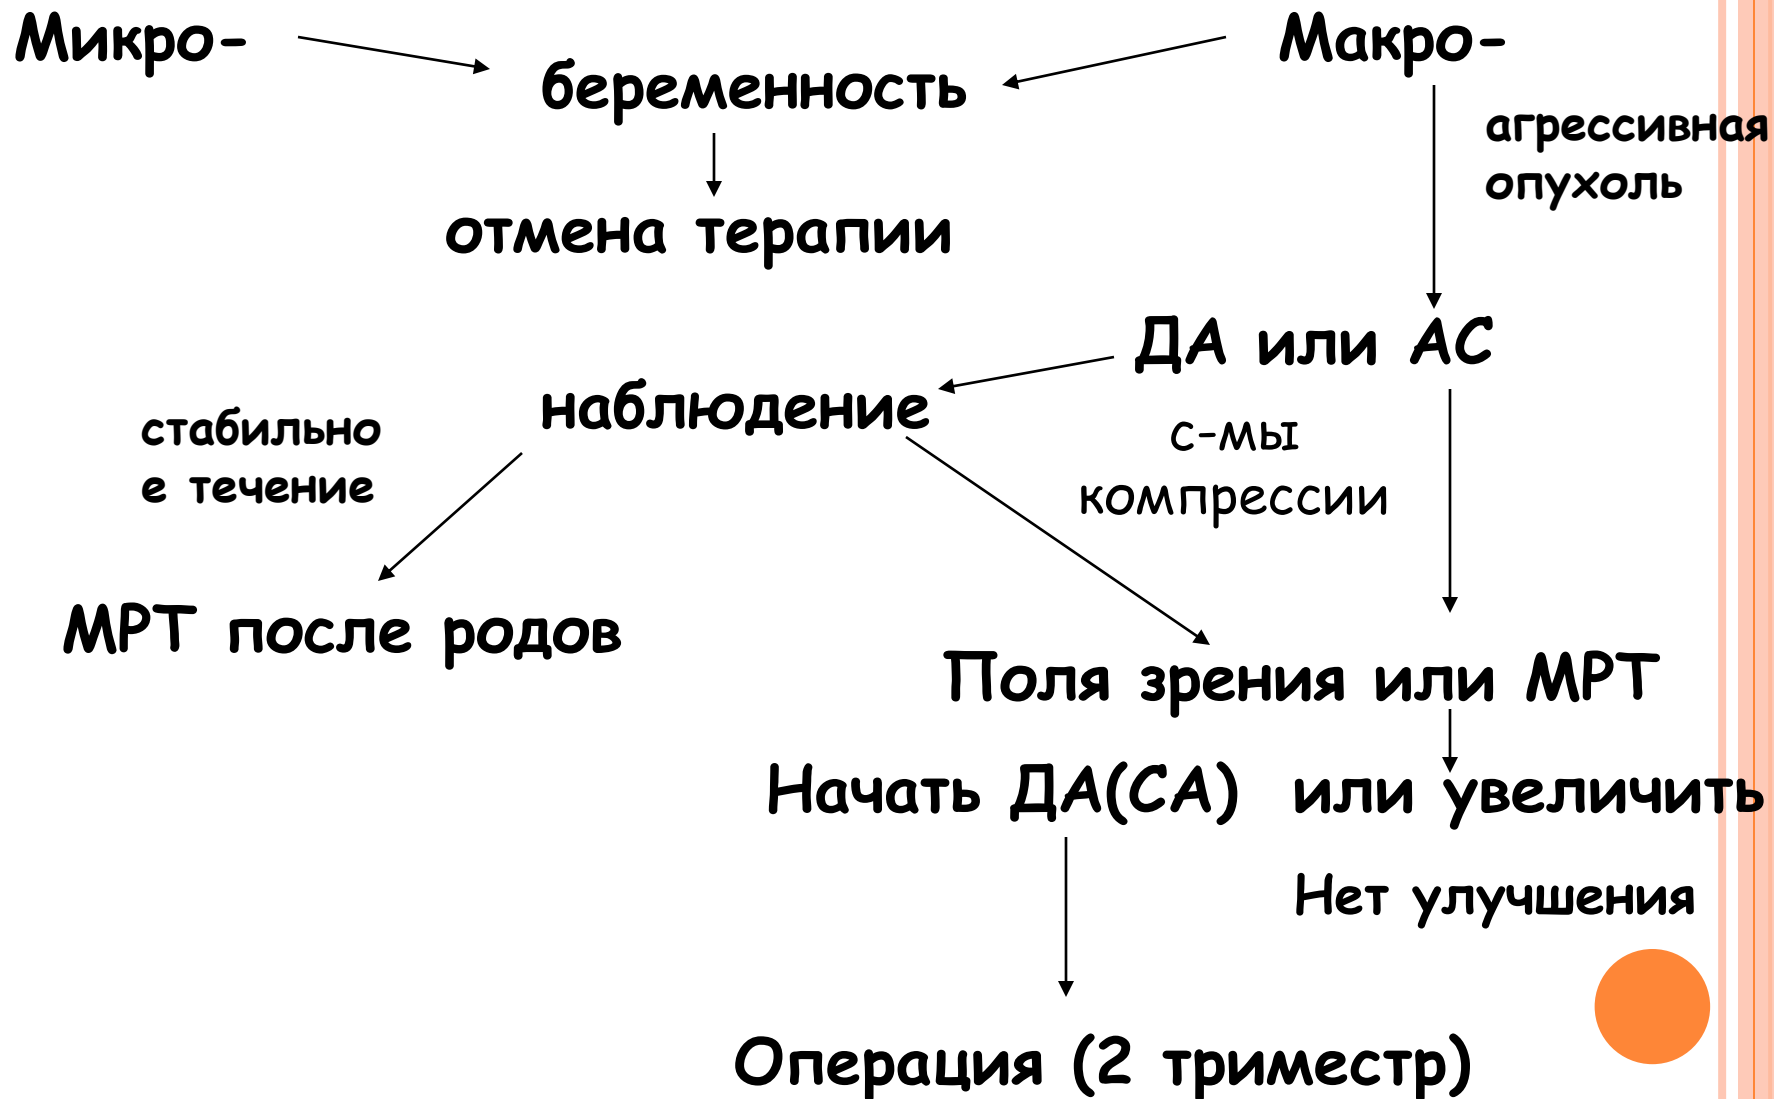 Микро-
Макро-
беременность
агрессивная
опухоль
отмена терапии
ДА или АС
наблюдение
с-мы
компрессии
стабильно
е течение
МРТ после родов
Поля зрения или МРТ
Начать ДА(СА) или увеличить
Нет улучшения
Операция (2 триместр)